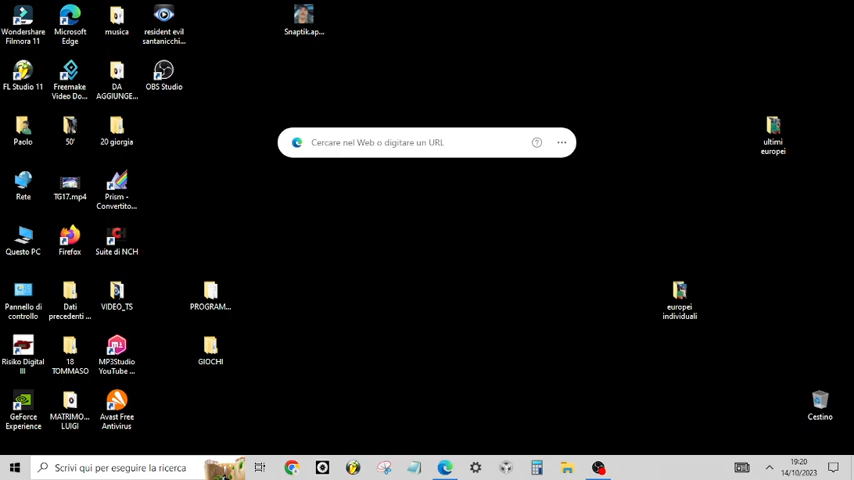 Wondershare
Filmora 11
Microsoft
Edge
musica
resident evil
santanicchi...
Snaptik.ap...
FL Studio 11
Freemake
Video Do...
DA
AGGIUNGE...
OBS Studio
Paolo
50'
20 giorgia
Cercare nel Web o digitare un URL
ultimi
europei
Rete
TG17.mp4
Prism -
Convertito...
Questo PC
Firefox
Suite di NCH
Pannello di
controllo
Dati
precedenti ...
VIDEO_TS
PROGRAM...
europei
individuali
Risiko Digital
III
18
TOMMASO
MP3Studio
YouTube ...
GIOCHI
GeForce
Experience
MATRIMO...
LUIGI
Avast Free
Antivirus
Cestino
Scrivi qui per eseguire la ricerca
19:20
14/10/2023